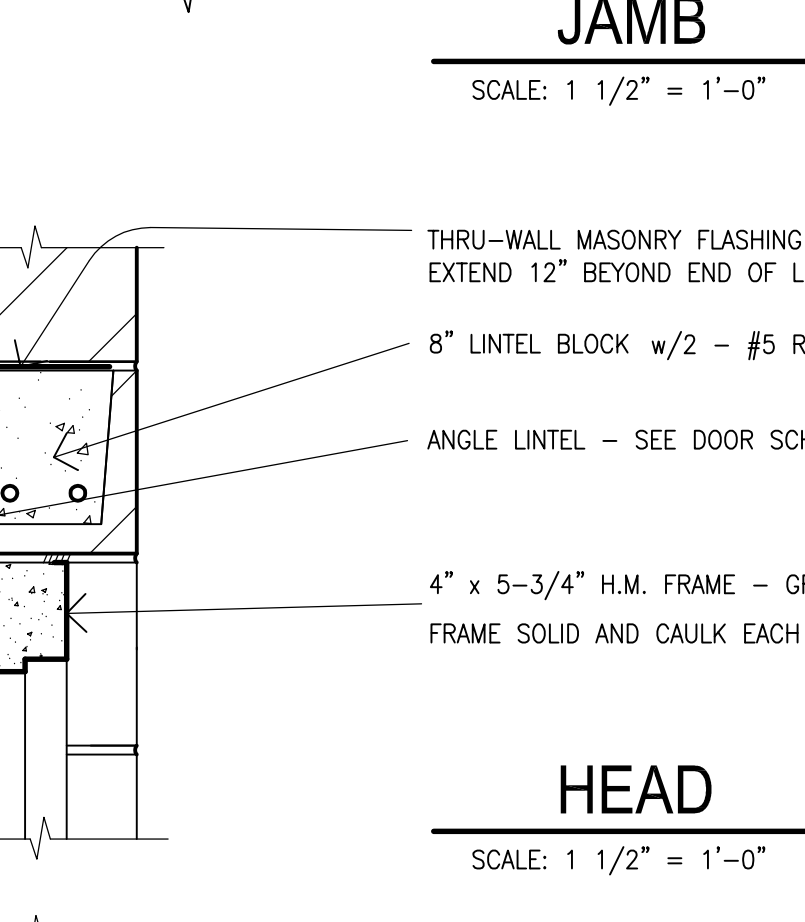 JAMB
SCALE: 1 1/2" = 1'-0"
THRU-WALL MASONRY FLASHING
EXTEND 12" BEYOND END OF L
8" LINTEL BLOCK w/2 - #5 R
ANGLE LINTEL - SEE DOOR SCH
4" x 5-3/4" H.M. FRAME - GR
FRAME SOLID AND CAULK EACH
HEAD
SCALE: 1 1/2" = 1'-0"